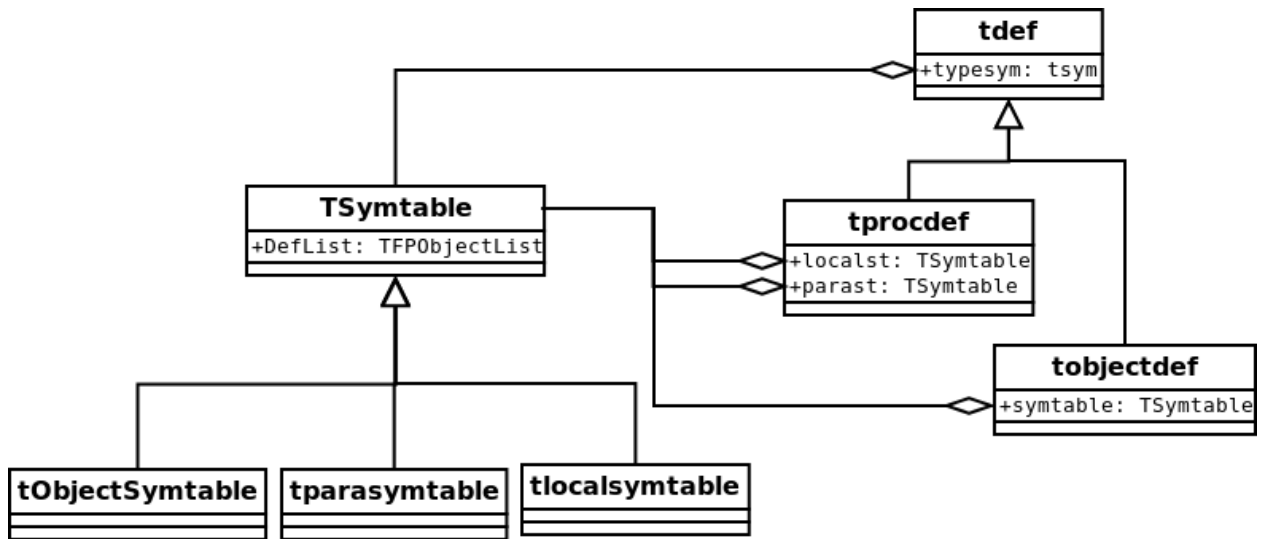 tdef
+typesym: tsym
TSymtable
+DefList: TFPObjectList
tprocdef
+localst: TSymtable
+parast: TSymtable
tobjectdef
+symtable: TSymtable
tObjectSymtable
tparasymtable
tlocalsymtable